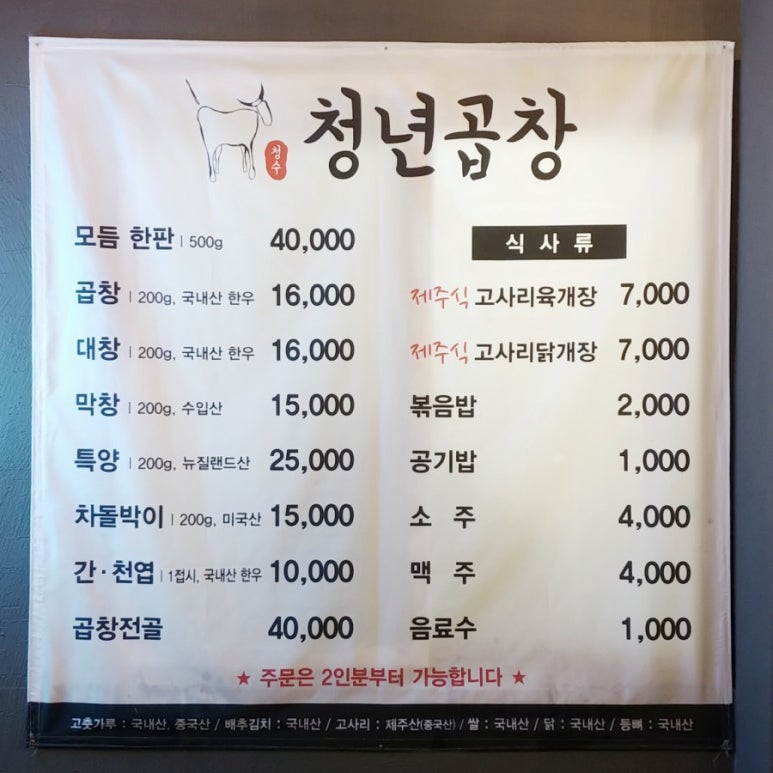 청년곱창
청수
모듬 한판 | 500g 40,000
곱창 | 200g, 국내산 한우 16,000
대창 | 200g, 국내산 한우 16,000
막창 | 200g, 수입산 15,000
특양 | 200g, 뉴질랜드산 25,000
차돌박이 | 200g, 미국산 15,000
간·천엽 | 1접시, 국내산 한우 10,000
곱창전골 40,000
식사류
제주식 고사리육개장 7,000
제주식 고사리닭개장 7,000
볶음밥 2,000
공기밥 1,000
소 주 4,000
맥 주 4,000
음료수 1,000
★ 주문은 2인분부터 가능합니다 ★
고춧가루 : 국내산, 중국산 / 배추김치 : 국내산 / 고사리 : 제주산(중국산) / 쌀 : 국내산 / 닭 : 국내산 / 등뼈 : 국내산